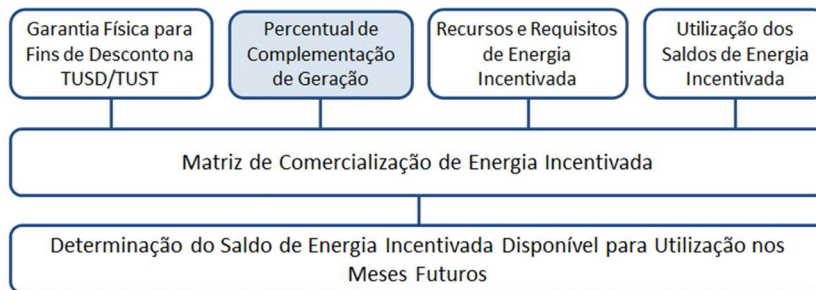 Garantia Física para
Fins de Desconto na
TUSD/TUST
Percentual de
Complementação
de Geração
Recursos e Requisitos
de Energia
Incentivada
Utilização dos
Saldos de Energia
Incentivada
Matriz de Comercialização de Energia Incentivada
Determinação do Saldo de Energia Incentivada Disponível para Utilização nos
Meses Futuros